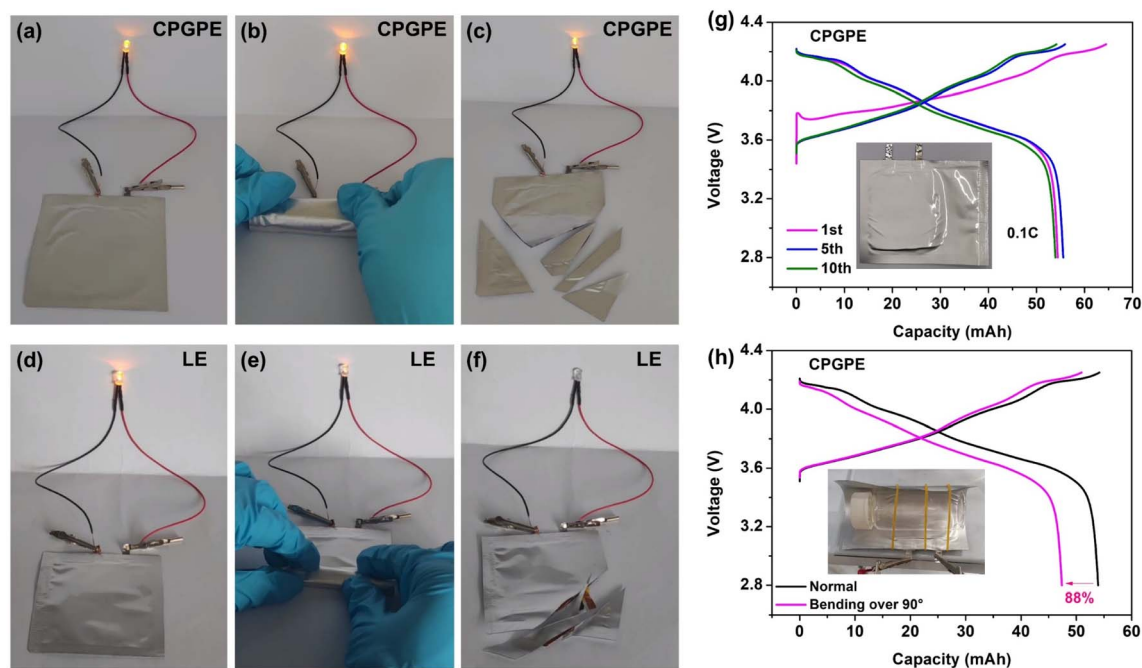 (a) CPGPE
(b) CPGPE
(c) CPGPE
(d) LE
(e) LE
(f) LE
(g)
CPGPE
4.4
4.0
3.6
3.2
2.8
Voltage (V)
1st
5th
10th
0.1C
0 10 20 30 40 50 60 70
Capacity (mAh)
(h)
CPGPE
4.4
4.0
3.6
3.2
2.8
Voltage (V)
Normal
Bending over 90°
88%
0 10 20 30 40 50 60
Capacity (mAh)